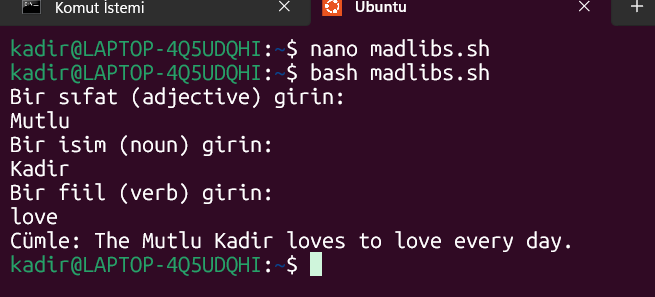 Komut İstemi
Ubuntu
kadir@LAPTOP-4Q5UDQHI:~$ nano madlibs.sh
kadir@LAPTOP-4Q5UDQHI:~$ bash madlibs.sh
Bir sıfat (adjective) girin:
Mutlu
Bir isim (noun) girin:
Kadir
Bir fiil (verb) girin:
love
Cümle: The Mutlu Kadir loves to love every day.
kadir@LAPTOP-4Q5UDQHI:~$